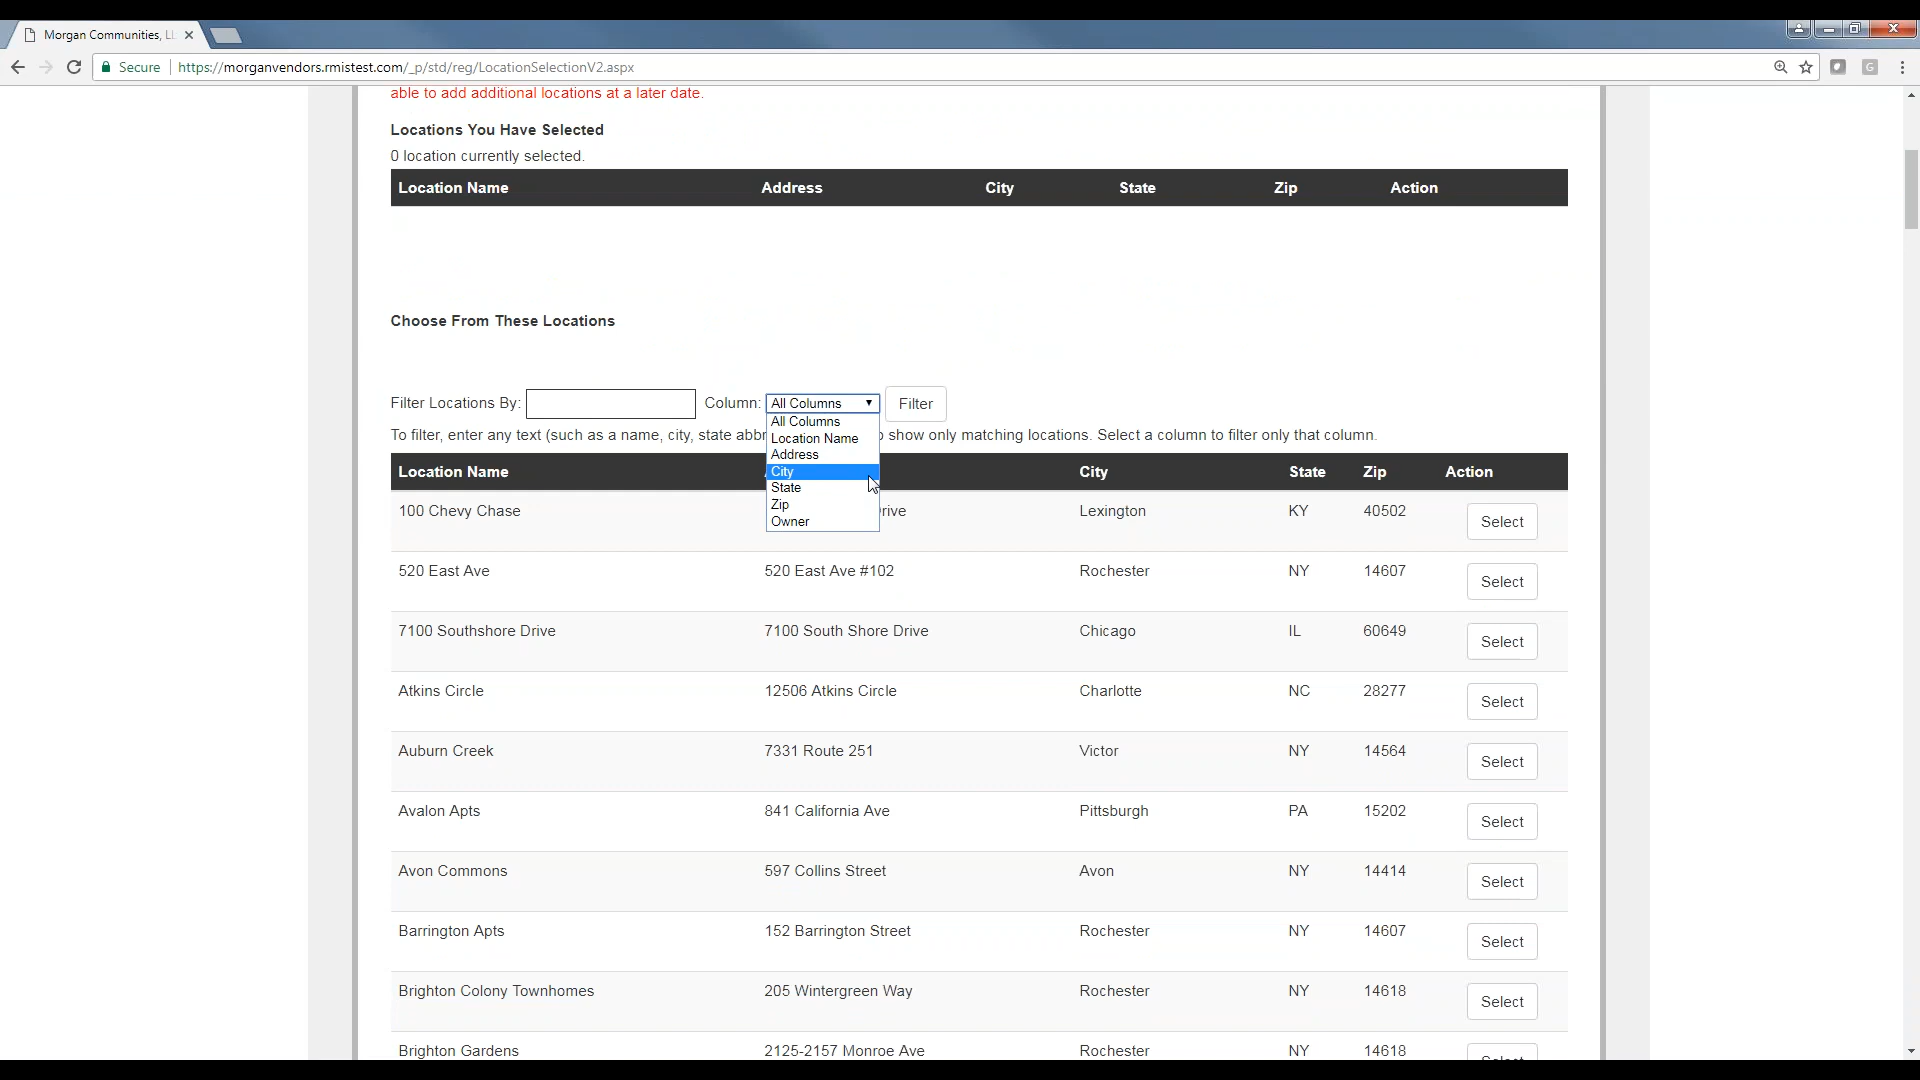 Morgan Communities, L
Secure https://morganvendors.rmistest.com/_p/std/reg/LocationSelectionV2.aspx
G
able to add additional locations at a later date.
Locations You Have Selected
0 location currently selected.
Location Name Address City State Zip Action
Choose From These Locations
Filter Locations By: Column: All Columns Filter
All Columns
Location Name
Address
City
State
Zip
Owner
To filter, enter any text (such as a name, city, state show only matching locations. Select a column to filter only that column.
Location Name City State Zip Action
100 Chevy Chase rive Lexington KY 40502 Select
520 East Ave 520 East Ave #102 Rochester NY 14607 Select
7100 Southshore Drive 7100 South Shore Drive Chicago IL 60649 Select
Atkins Circle 12506 Atkins Circle Charlotte NC 28277 Select
Auburn Creek 7331 Route 251 Victor NY 14564 Select
Avalon Apts 841 California Ave Pittsburgh PA 15202 Select
Avon Commons 597 Collins Street Avon NY 14414 Select
Barrington Apts 152 Barrington Street Rochester NY 14607 Select
Brighton Colony Townhomes 205 Wintergreen Way Rochester NY 14618 Select
Brighton Gardens 2125-2157 Monroe Ave Rochester NY 14618